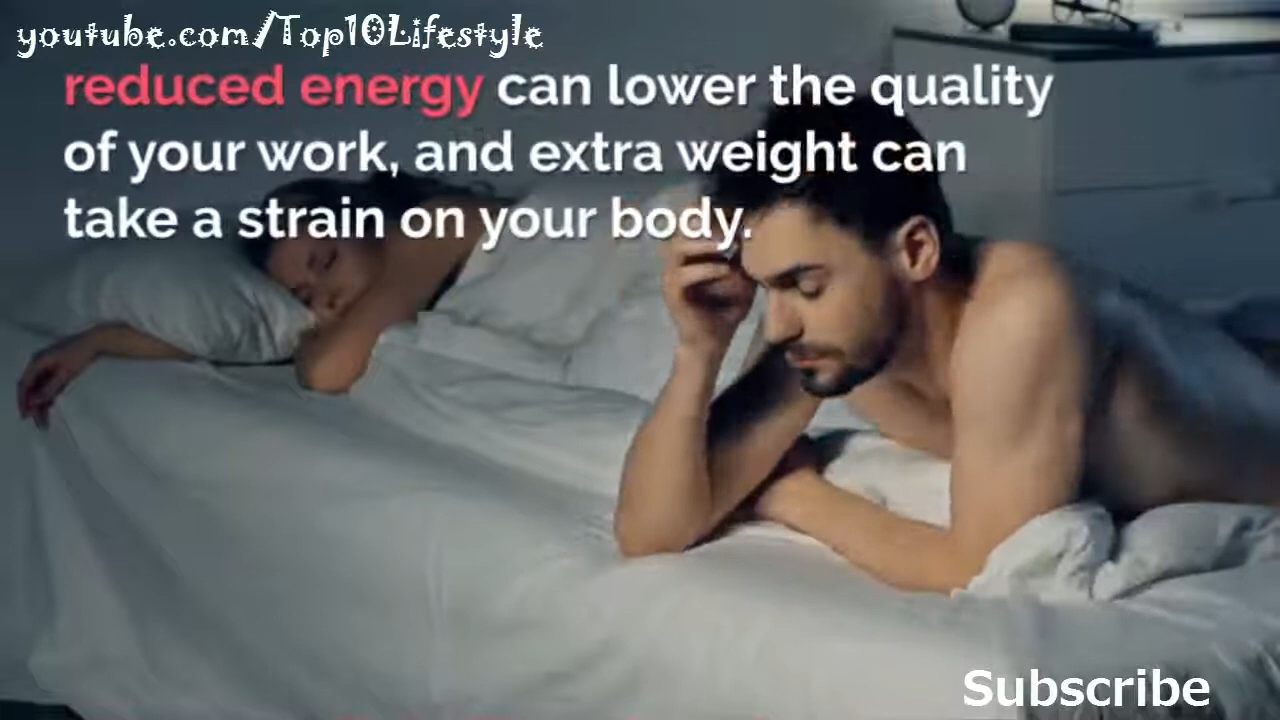 youtube.com/Top10Lifestyle
reduced energy can lower the quality
of your work, and extra weight can
take a strain on your body.
Subscribe